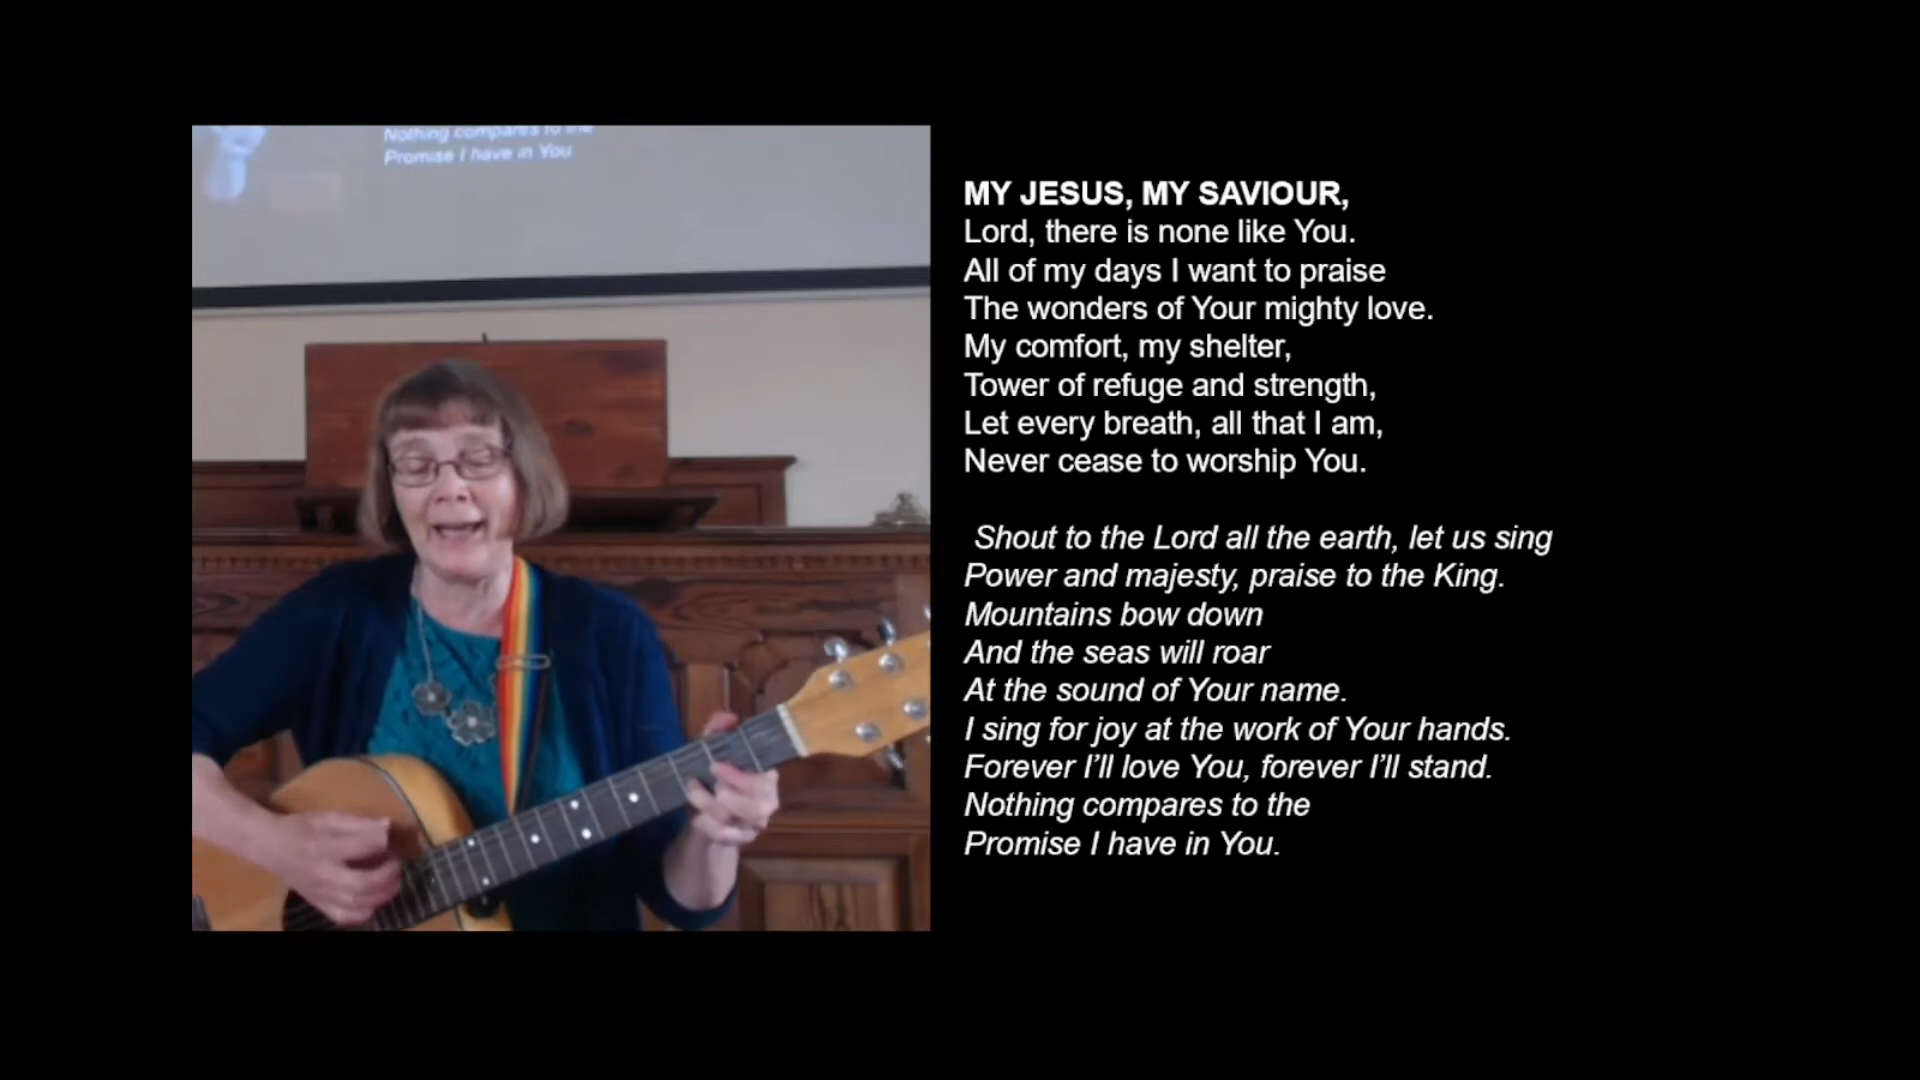 Nothing compares to the
Promise I have in You
MY JESUS, MY SAVIOUR,
Lord, there is none like You.
All of my days I want to praise
The wonders of Your mighty love.
My comfort, my shelter,
Tower of refuge and strength,
Let every breath, all that I am,
Never cease to worship You.
Shout to the Lord all the earth, let us sing
Power and majesty, praise to the King.
Mountains bow down
And the seas will roar
At the sound of Your name.
I sing for joy at the work of Your hands.
Forever I’ll love You, forever I’ll stand.
Nothing compares to the
Promise I have in You.